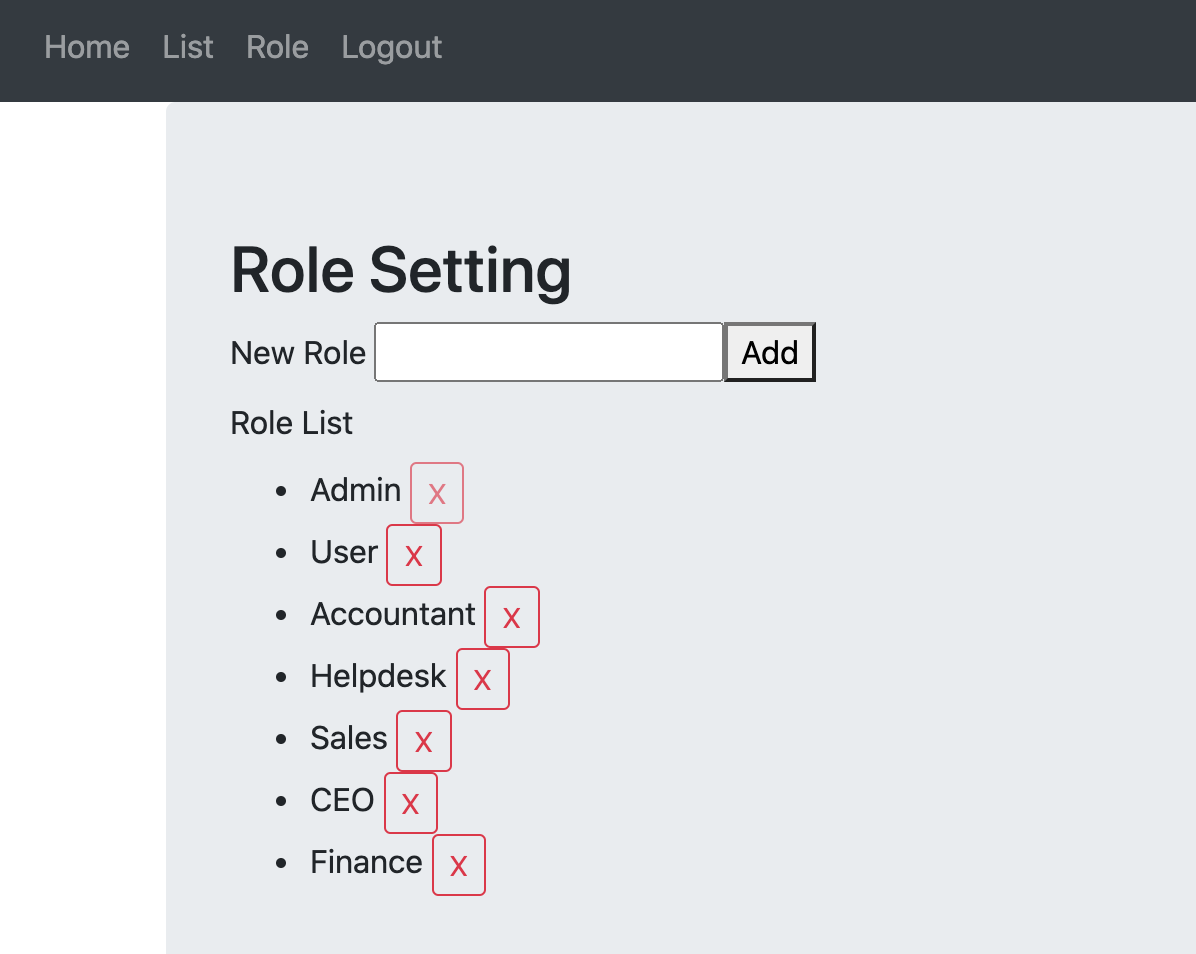 Home List Role Logout
Role Setting
New Role Add
Role List
Admin x
User x
Accountant x
Helpdesk x
Sales x
CEO x
Finance x